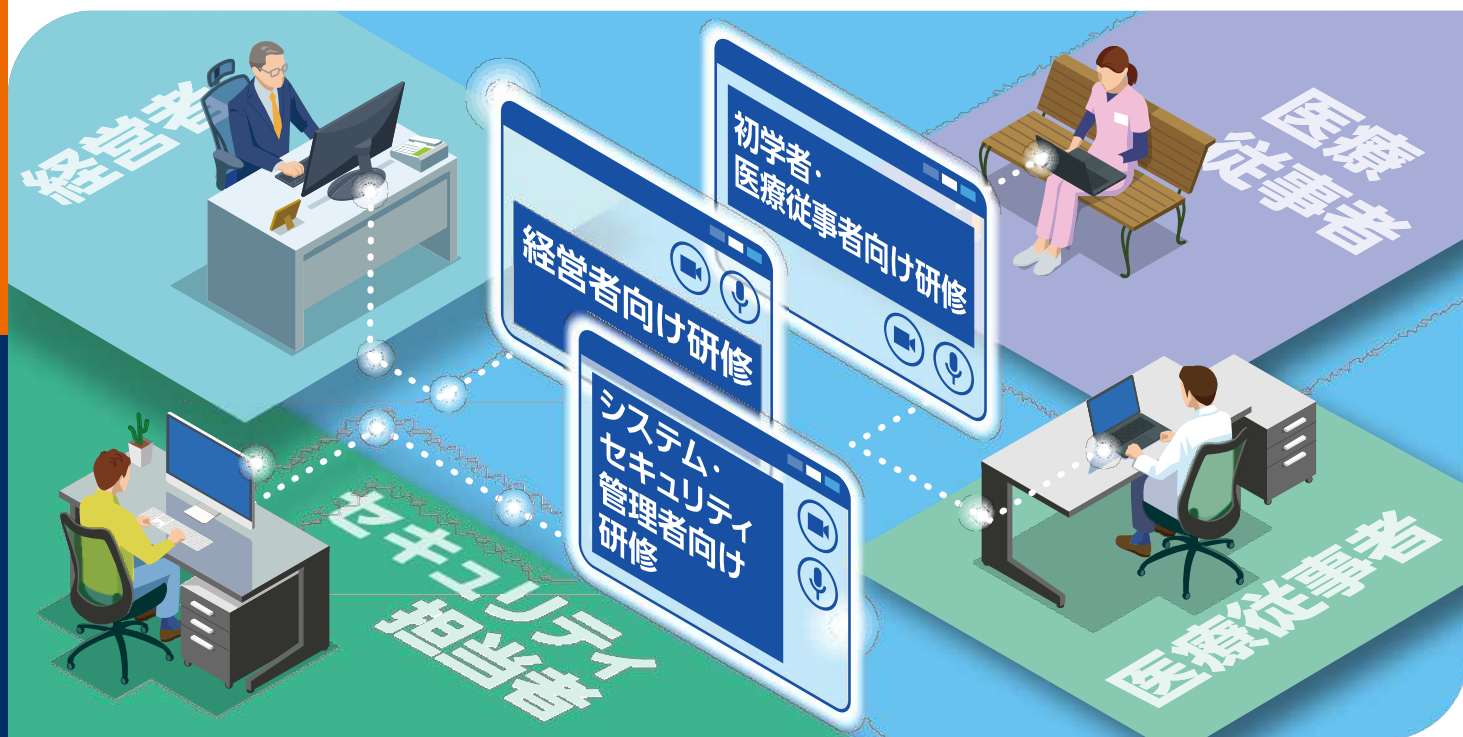 経営者
初学者・
医療従事者向け研修
医療
従事者
経営者向け研修
システム・
セキュリティ
管理者向け
研修
セキュリティ
担当者
医療従事者